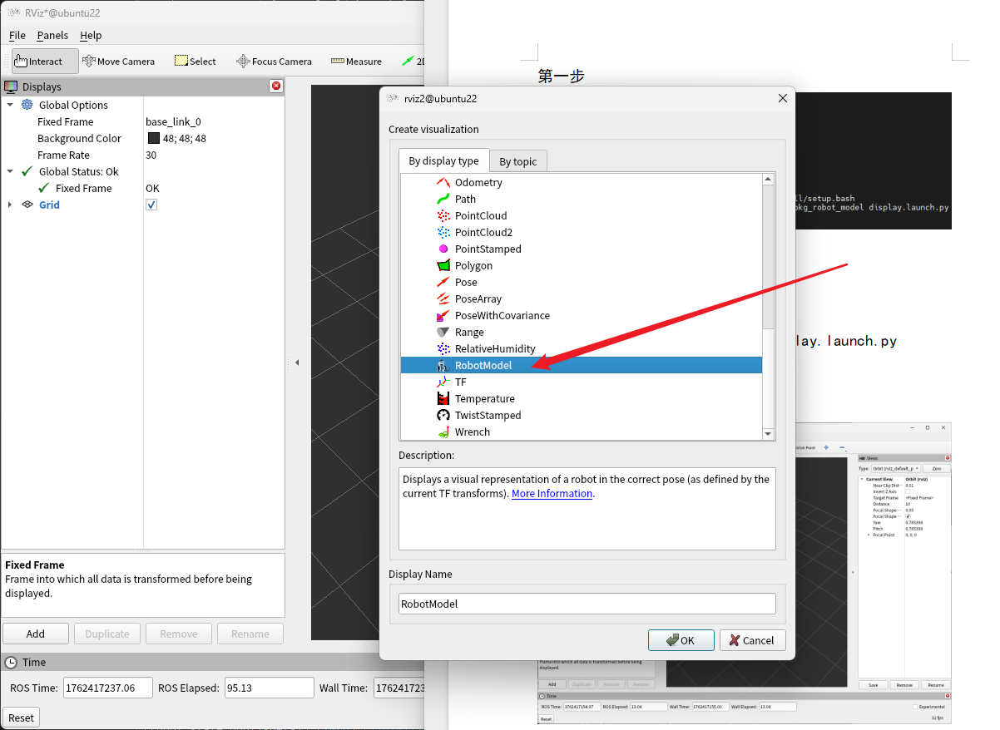 RViz*@ubuntu22
File Panels Help
Interact Move Camera Select Focus Camera Measure 2D
Displays
Global Options
Fixed Frame base_link_0
Background Color 48; 48; 48
Frame Rate 30
Global Status: Ok
Fixed Frame OK
Grid
Fixed Frame
Frame into which all data is transformed before being
displayed.
Add Duplicate Remove Rename
Time
ROS Time: 1762417237.06 ROS Elapsed: 95.13 Wall Time: 176241723
Reset
rviz2@ubuntu22
Create visualization
By display type By topic
Odometry
Path
PointCloud
PointCloud2
PointStamped
Polygon
Pose
PoseArray
PoseWithCovariance
Range
RelativeHumidity
RobotModel
TF
Temperature
TwistStamped
Wrench
Description:
Displays a visual representation of a robot in the correct pose (as defined by the
current TF transforms). More Information.
Display Name
RobotModel
OK Cancel
第一步
ll/setup.bash
pkg_robot_model display.launch.py
lay. launch.py
blish Point
Views
Type: Orbit (rviz_default_p Zero
Current View Orbit (rviz)
Near Clip Dist··· 0.01
Invert Z Axis
Target Frame <Fixed Frame>
Distance 10
Focal Shape ··· 0.05
Focal Shape ···
Yaw 0.785398
Pitch 0.785398
Focal Point 0; 0; 0
Save Remove Rename
Frame into which all data is transformed before being
displayed.
Add Duplicate Remove Rename
Time
ROS Time: 1762417154.97 ROS Elapsed: 13.04 Wall Time: 1762417155.00 Wall Elapsed: 13.04 Experimental
Reset 31 fps